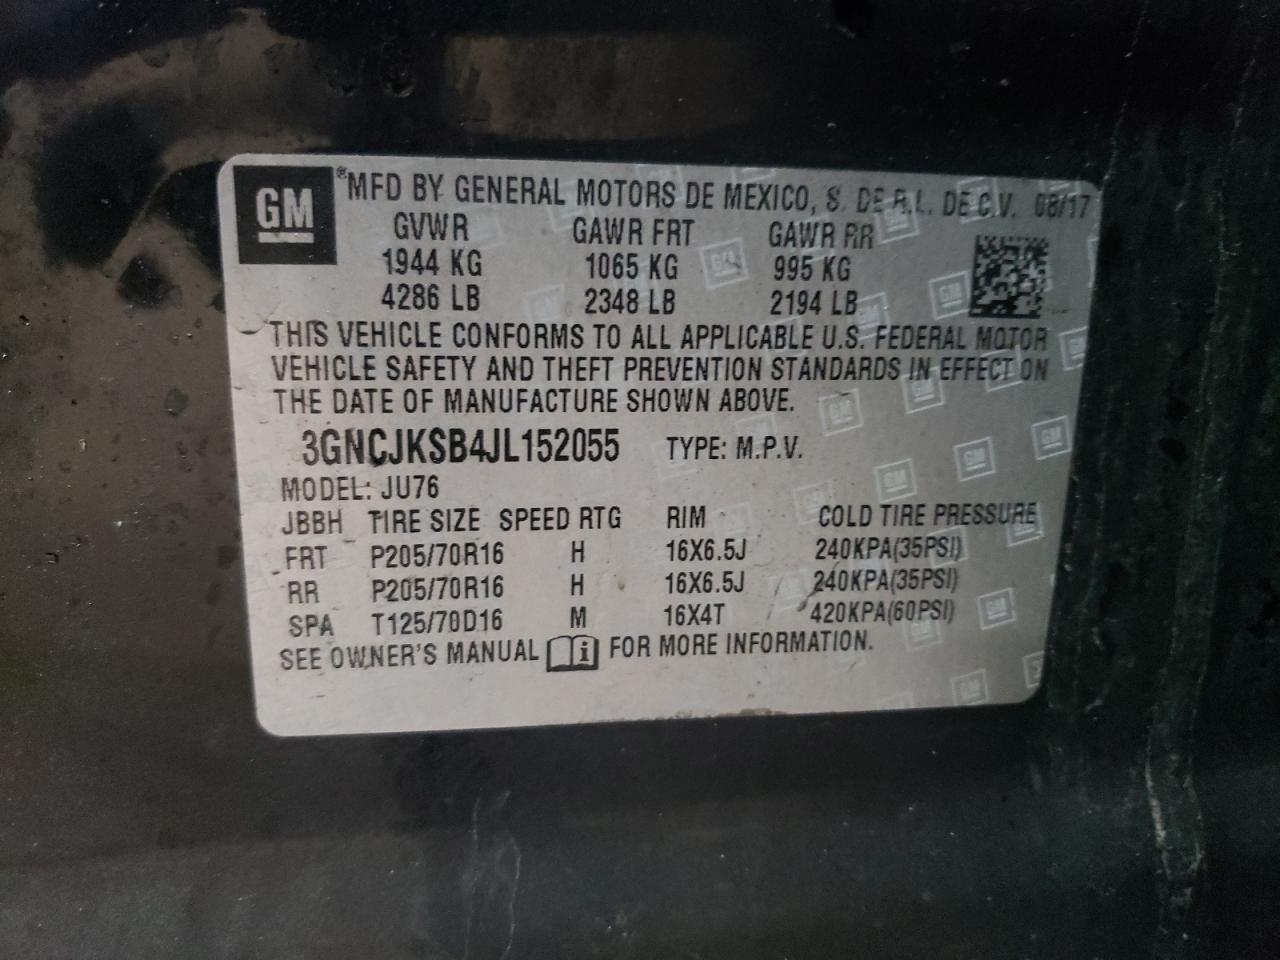 GM ®MFD BY GENERAL MOTORS DE MEXICO, S. DE R.L. DE C.V. 08/17
GVWR GAWR FRT GAWR RR
1944 KG 1065 KG 995 KG
4286 LB 2348 LB 2194 LB
THIS VEHICLE CONFORMS TO ALL APPLICABLE U.S. FEDERAL MOTOR
VEHICLE SAFETY AND THEFT PREVENTION STANDARDS IN EFFECT ON
THE DATE OF MANUFACTURE SHOWN ABOVE.
3GNCJKSB4JL152055 TYPE: M.P.V.
MODEL: JU76
JBBH TIRE SIZE SPEED RTG RIM COLD TIRE PRESSURE
FRT P205/70R16 H 16X6.5J 240KPA(35PSI)
RR P205/70R16 H 16X6.5J 240KPA(35PSI)
SPA T125/70D16 M 16X4T 420KPA(60PSI)
SEE OWNER'S MANUAL i FOR MORE INFORMATION.